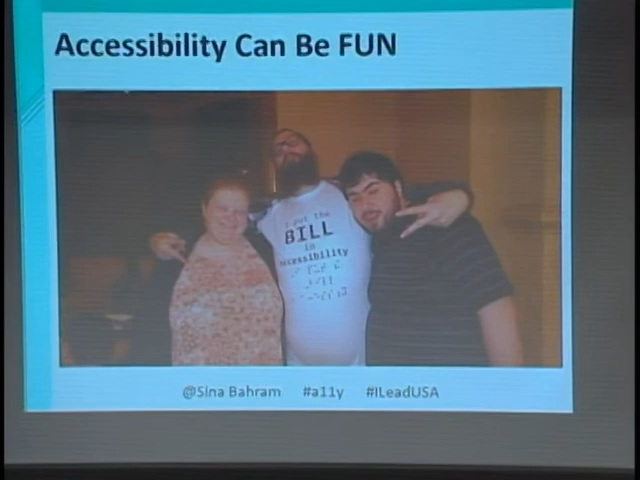 Accessibility Can Be FUN
I put the
BILL
in
accessibility
@Sina Bahram #a11y #ILeadUSA